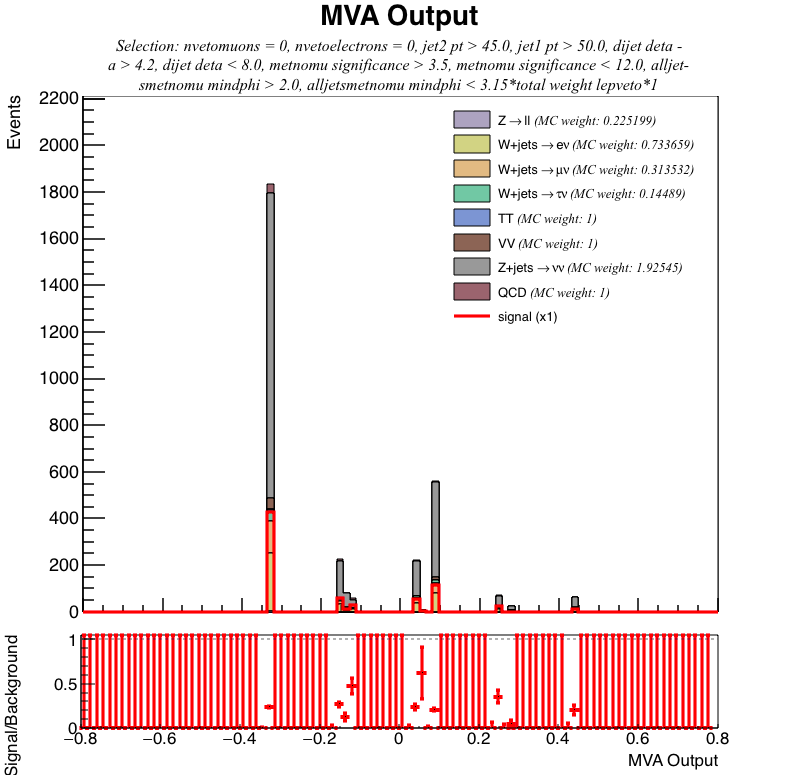 MVA Output
Selection: nvetomuons = 0, nvetoelectrons = 0, jet2 pt > 45.0, jet1 pt > 50.0, dijet deta -
a > 4.2, dijet deta < 8.0, metnomu significance > 3.5, metnomu significance < 12.0, alljet-
smetnomu mindphi > 2.0, alljetsmetnomu mindphi < 3.15*total weight lepveto*1
Events
2200
2000
1800
1600
1400
1200
1000
800
600
400
200
0
Z→ll (MC weight: 0.225199)
W+jets→eν (MC weight: 0.733659)
W+jets→μν (MC weight: 0.313532)
W+jets→τν (MC weight: 0.14489)
TT (MC weight: 1)
VV (MC weight: 1)
Z+jets→νν (MC weight: 1.92545)
QCD (MC weight: 1)
signal (x1)
Signal/Background
1
0.5
0
−0.8 −0.6 −0.4 −0.2 0 0.2 0.4 0.6 0.8
MVA Output